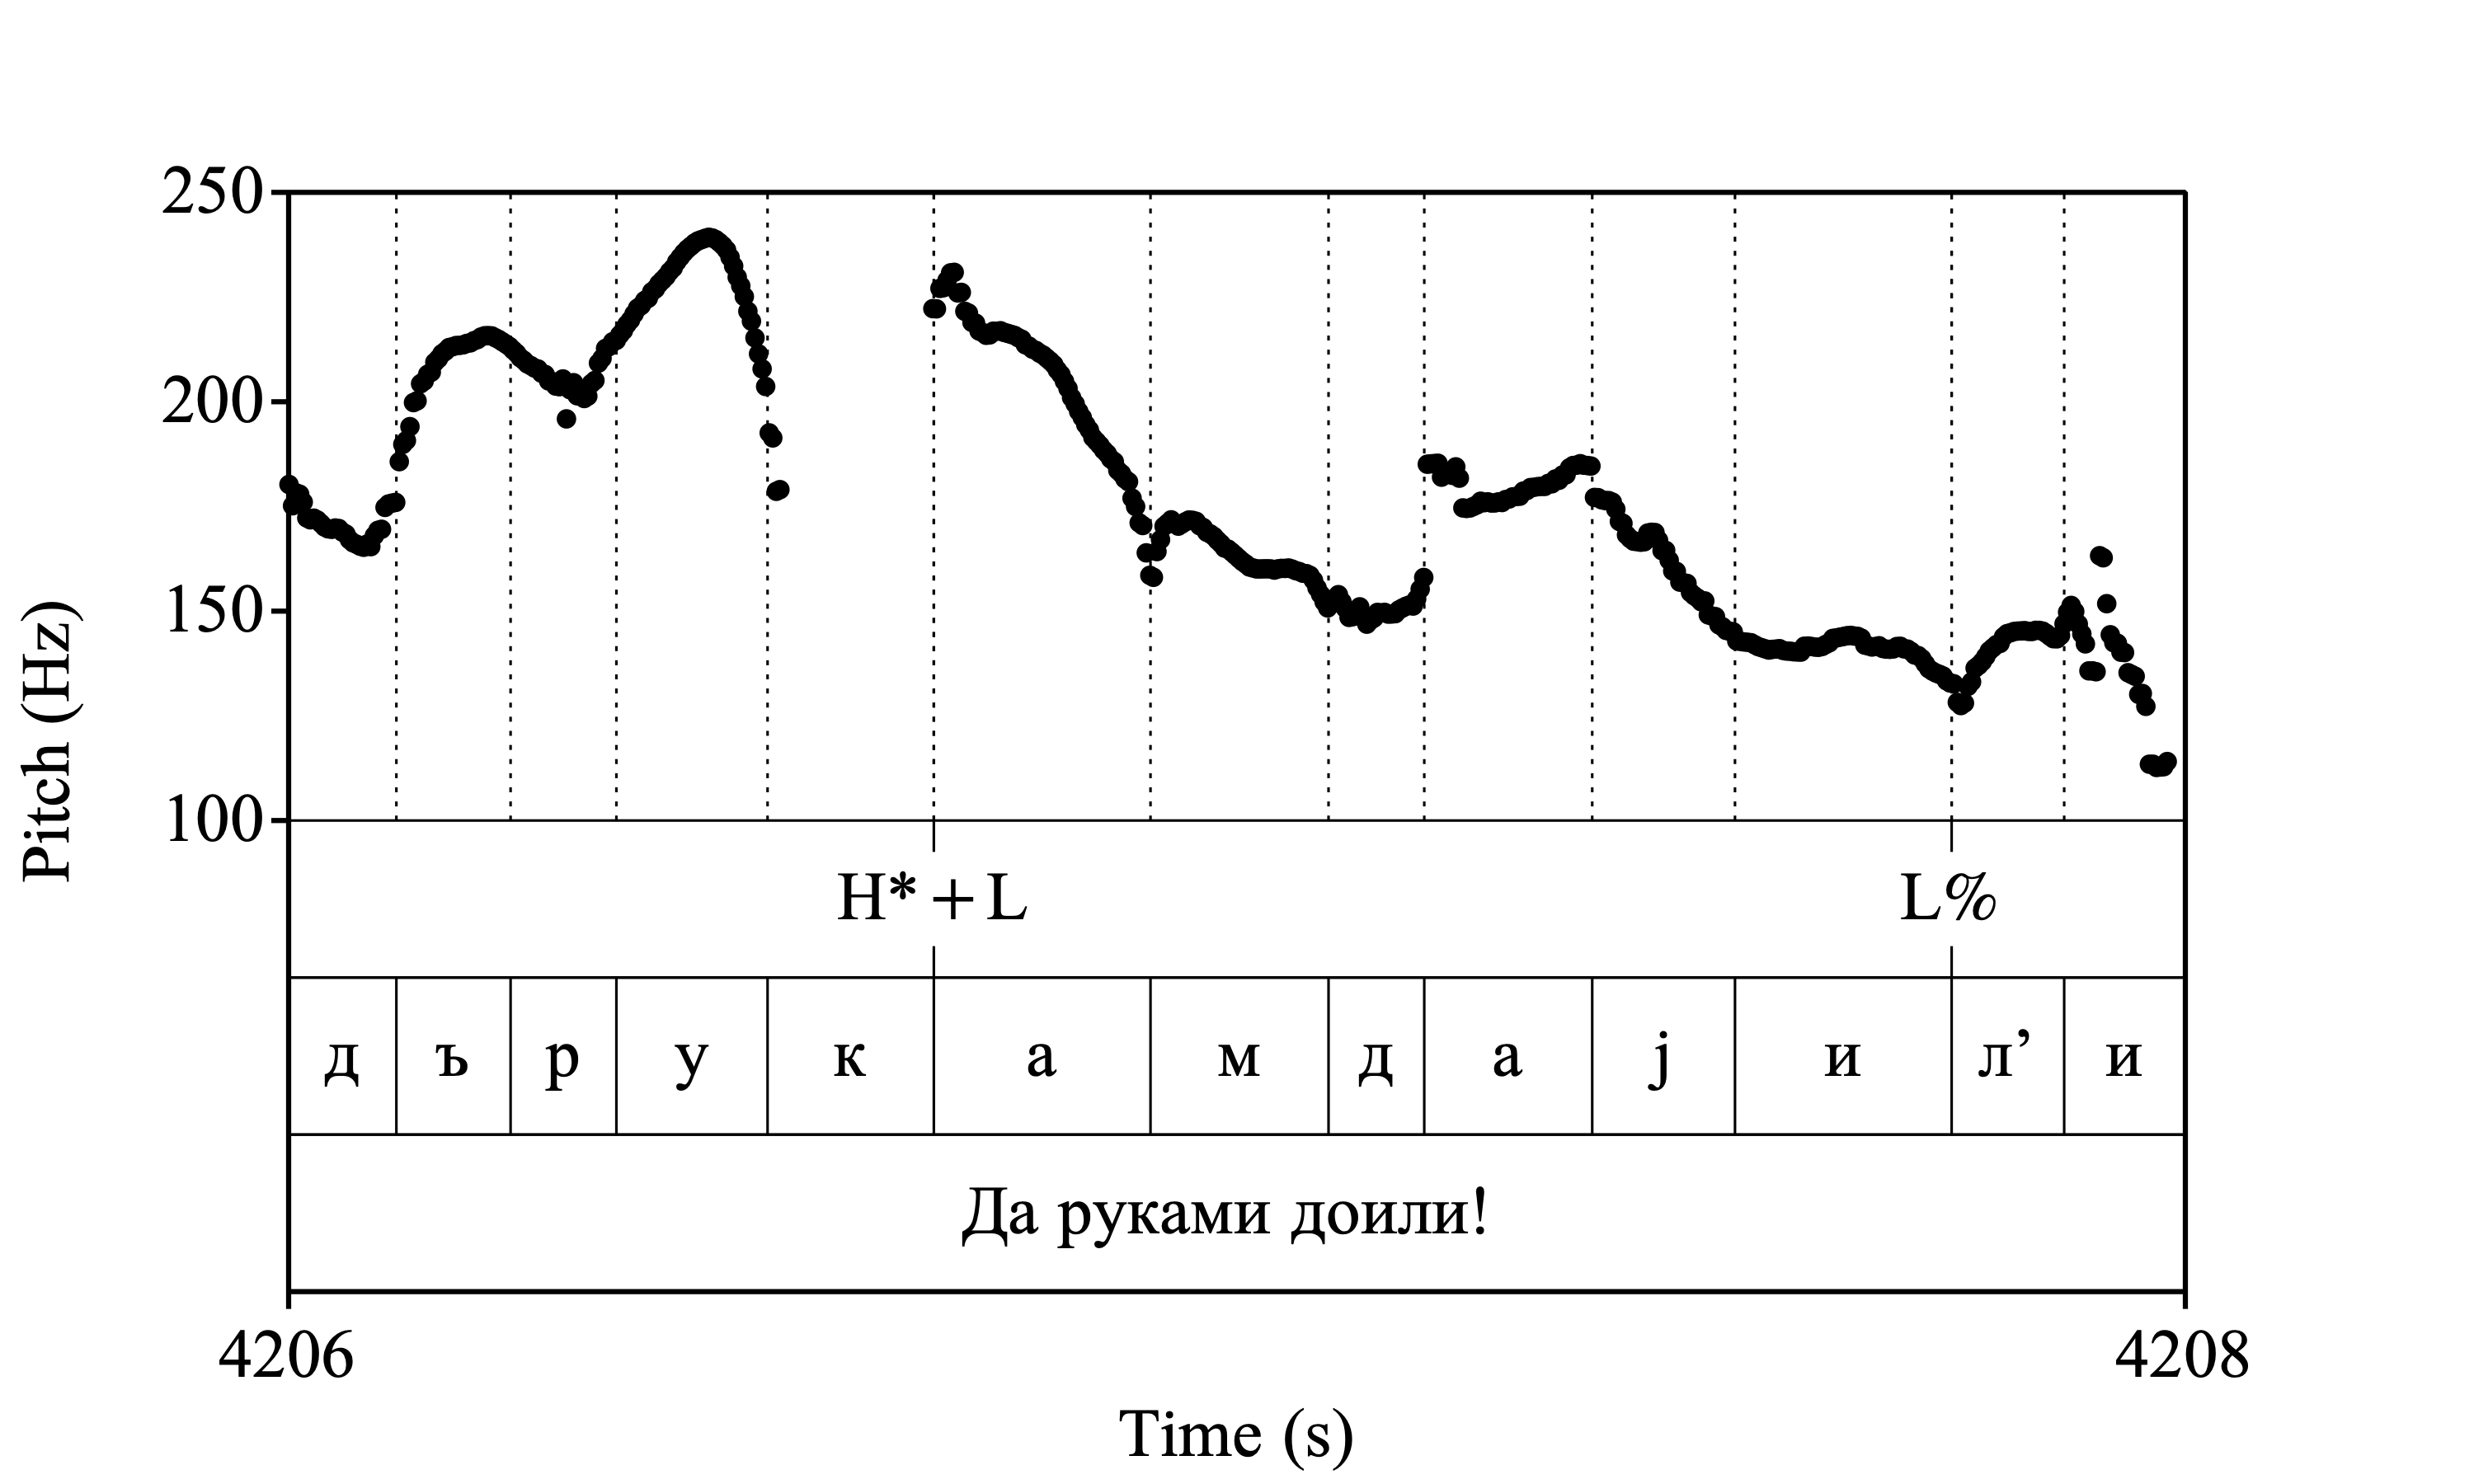 250
200
150
100
Pitch (Hz)
H*+L L%
д ъ р у к а м д а j и л’ и
Да руками доили!
4206 4208
Time (s)